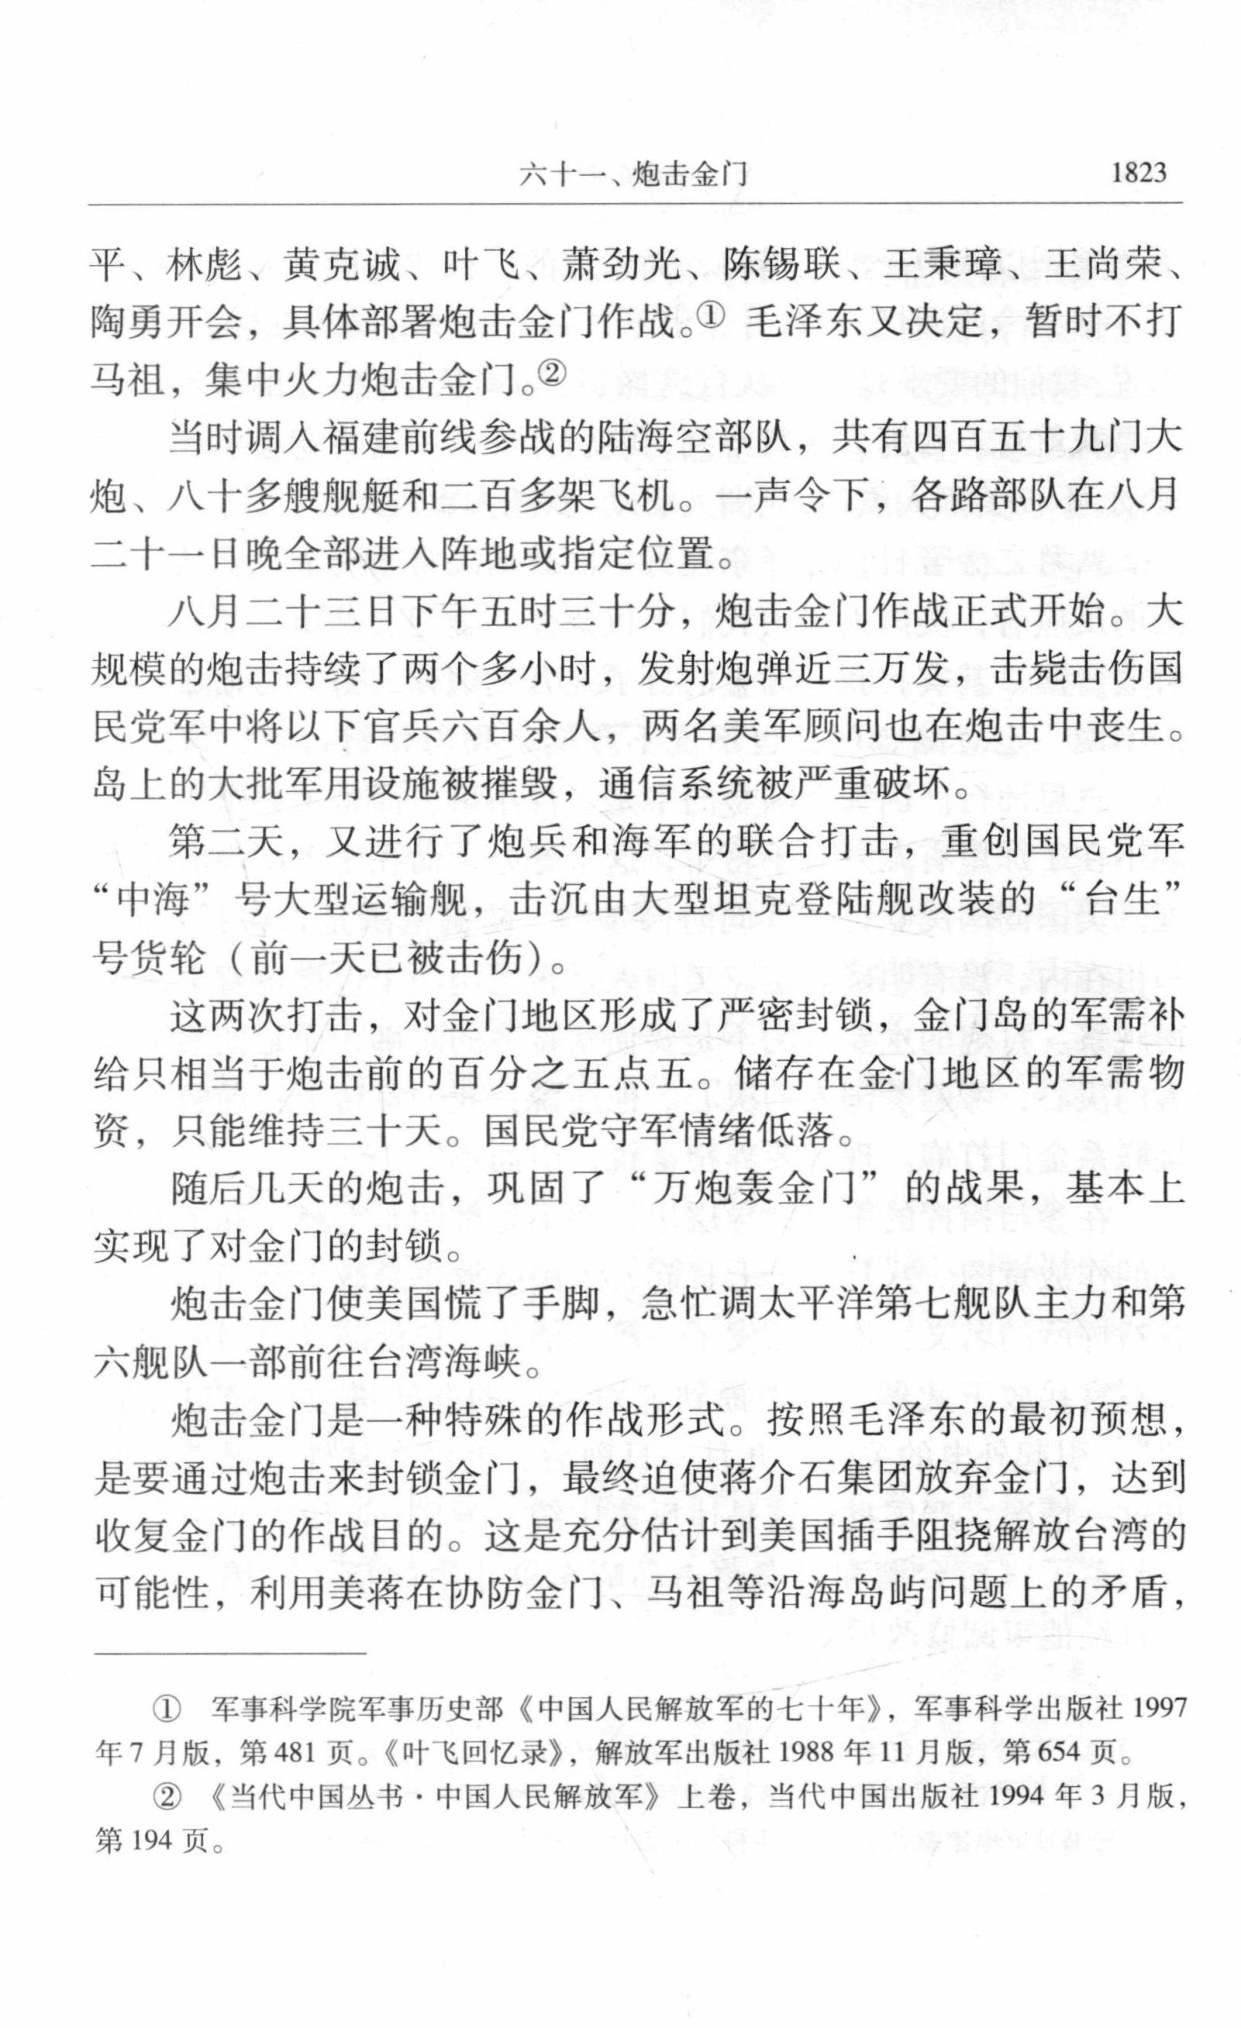 六十一、炮击金门 1823
平、林彪、黄克诚、叶飞、萧劲光、陈锡联、王秉璋、王尚荣、
陶勇开会，具体部署炮击金门作战。① 毛泽东又决定，暂时不打
马祖，集中火力炮击金门。②
当时调入福建前线参战的陆海空部队，共有四百五十九门大
炮、八十多艘舰艇和二百多架飞机。一声令下，各路部队在八月
二十一日晚全部进入阵地或指定位置。
八月二十三日下午五时三十分，炮击金门作战正式开始。大
规模的炮击持续了两个多小时，发射炮弹近三万发，击毙击伤国
民党军中将以下官兵六百余人，两名美军顾问也在炮击中丧生。
岛上的大批军用设施被摧毁，通信系统被严重破坏。
第二天，又进行了炮兵和海军的联合打击，重创国民党军
“中海” 号大型运输舰，击沉由大型坦克登陆舰改装的 “台生”
号货轮（前一天已被击伤）。
这两次打击，对金门地区形成了严密封锁，金门岛的军需补
给只相当于炮击前的百分之五点五。储存在金门地区的军需物
资，只能维持三十天。国民党守军情绪低落。
随后几天的炮击，巩固了 “万炮轰金门” 的战果，基本上
实现了对金门的封锁。
炮击金门使美国慌了手脚，急忙调太平洋第七舰队主力和第
六舰队一部前往台湾海峡。
炮击金门是一种特殊的作战形式。按照毛泽东的最初预想，
是要通过炮击来封锁金门，最终迫使蒋介石集团放弃金门，达到
收复金门的作战目的。这是充分估计到美国插手阻挠解放台湾的
可能性，利用美蒋在协防金门、马祖等沿海岛屿问题上的矛盾，
① 军事科学院军事历史部《中国人民解放军的七十年》，军事科学出版社 1997
年 7 月版，第 481 页。《叶飞回忆录》，解放军出版社 1988 年 11 月版，第 654 页。
② 《当代中国丛书·中国人民解放军》上卷，当代中国出版社 1994 年 3 月版，
第 194 页。